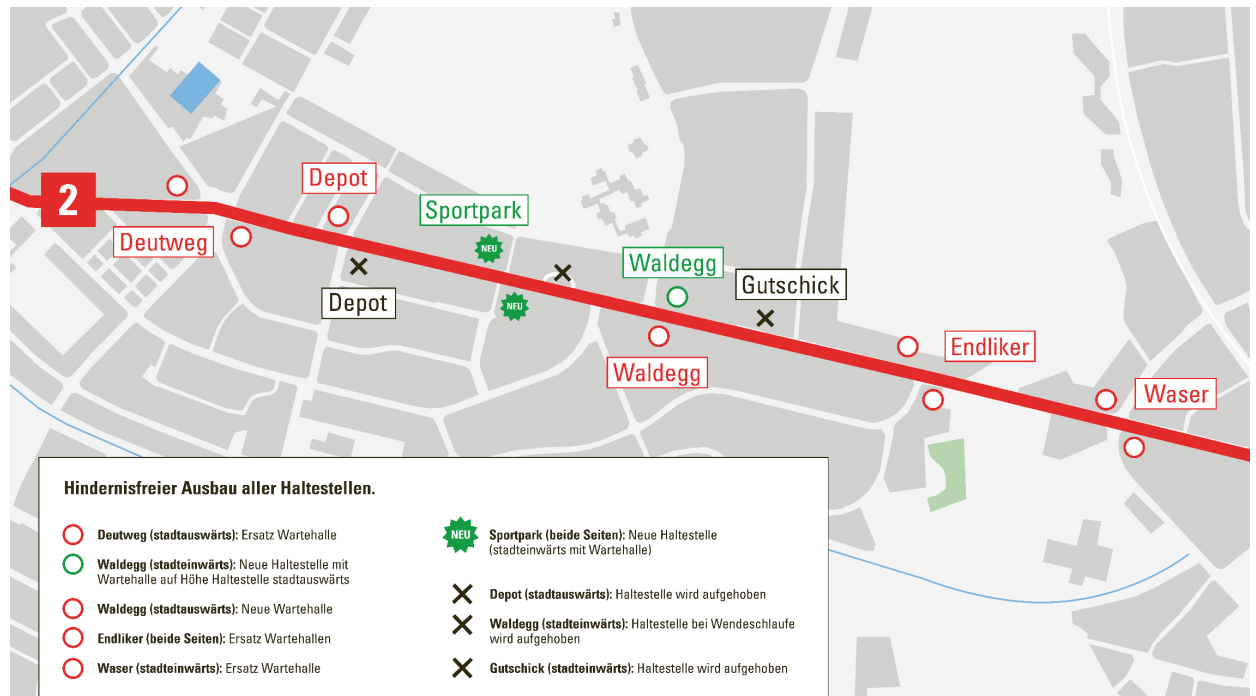 2
Depot
Sportpark
NEU
Deutweg
NEU
Depot
Waldegg
Gutschick
Waldegg
Endliker
Waser
Hindernisfreier Ausbau aller Haltestellen.
Deutweg (stadtauswärts): Ersatz Wartehalle
Waldegg (stadteinwärts): Neue Haltestelle mit
Wartehalle auf Höhe Haltestelle stadtauswärts
Waldegg (stadtauswärts): Neue Wartehalle
Endliker (beide Seiten): Ersatz Wartehallen
Waser (stadteinwärts): Ersatz Wartehalle
NEU
Sportpark (beide Seiten): Neue Haltestelle
(stadteinwärts mit Wartehalle)
Depot (stadtauswärts): Haltestelle wird aufgehoben
Waldegg (stadteinwärts): Haltestelle bei Wendeschlaufe
wird aufgehoben
Gutschick (stadteinwärts): Haltestelle wird aufgehoben